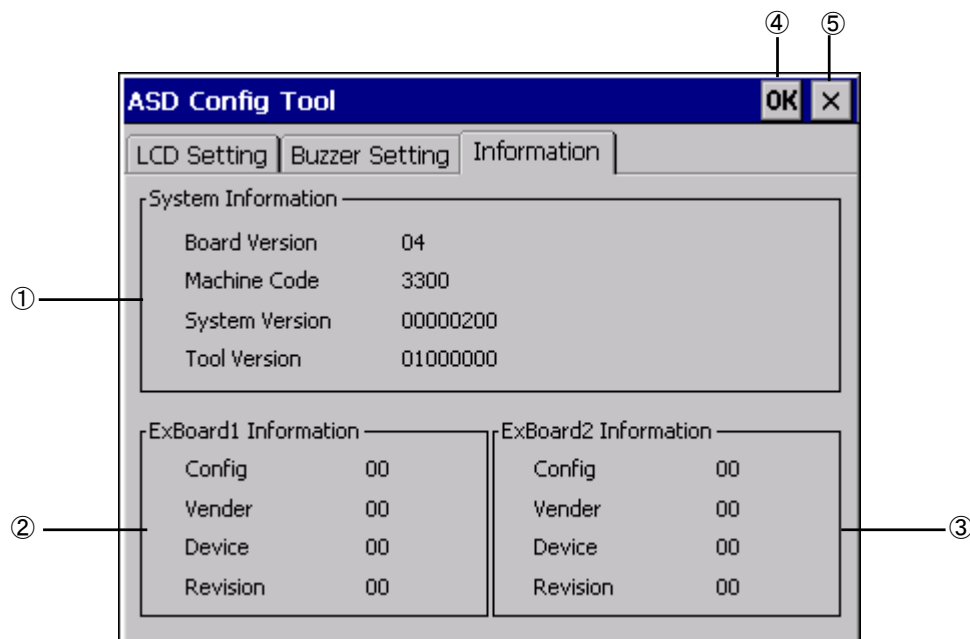 ④ ⑤
ASD Config Tool OK ×
LCD Setting Buzzer Setting Information
System Information
Board Version 04
Machine Code 3300
①
System Version 00000200
Tool Version 01000000
ExBoard1 Information ExBoard2 Information
Config 00 Config 00
Vender 00 Vender 00
② ③
Device 00 Device 00
Revision 00 Revision 00